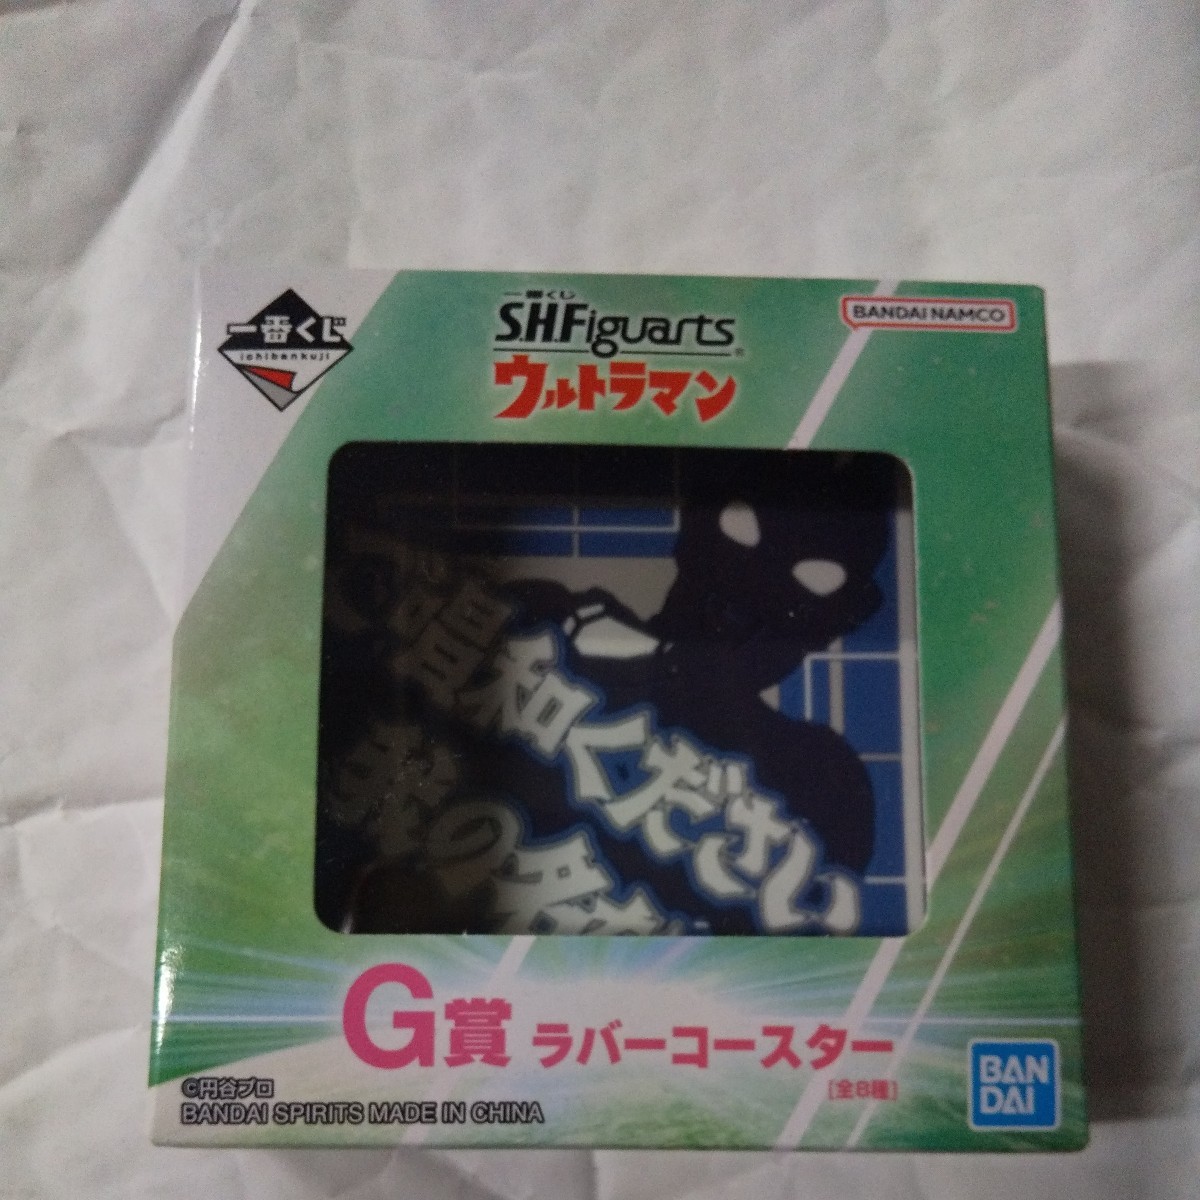 一番くじ
ichibankuji
一番くじ
S.H.Figuarts®
ウルトラマン
BANDAI NAMCO
温和ください
の
G賞 ラバーコースター
[全8種]
©円谷プロ
BANDAI SPIRITS MADE IN CHINA
BAN
DAI